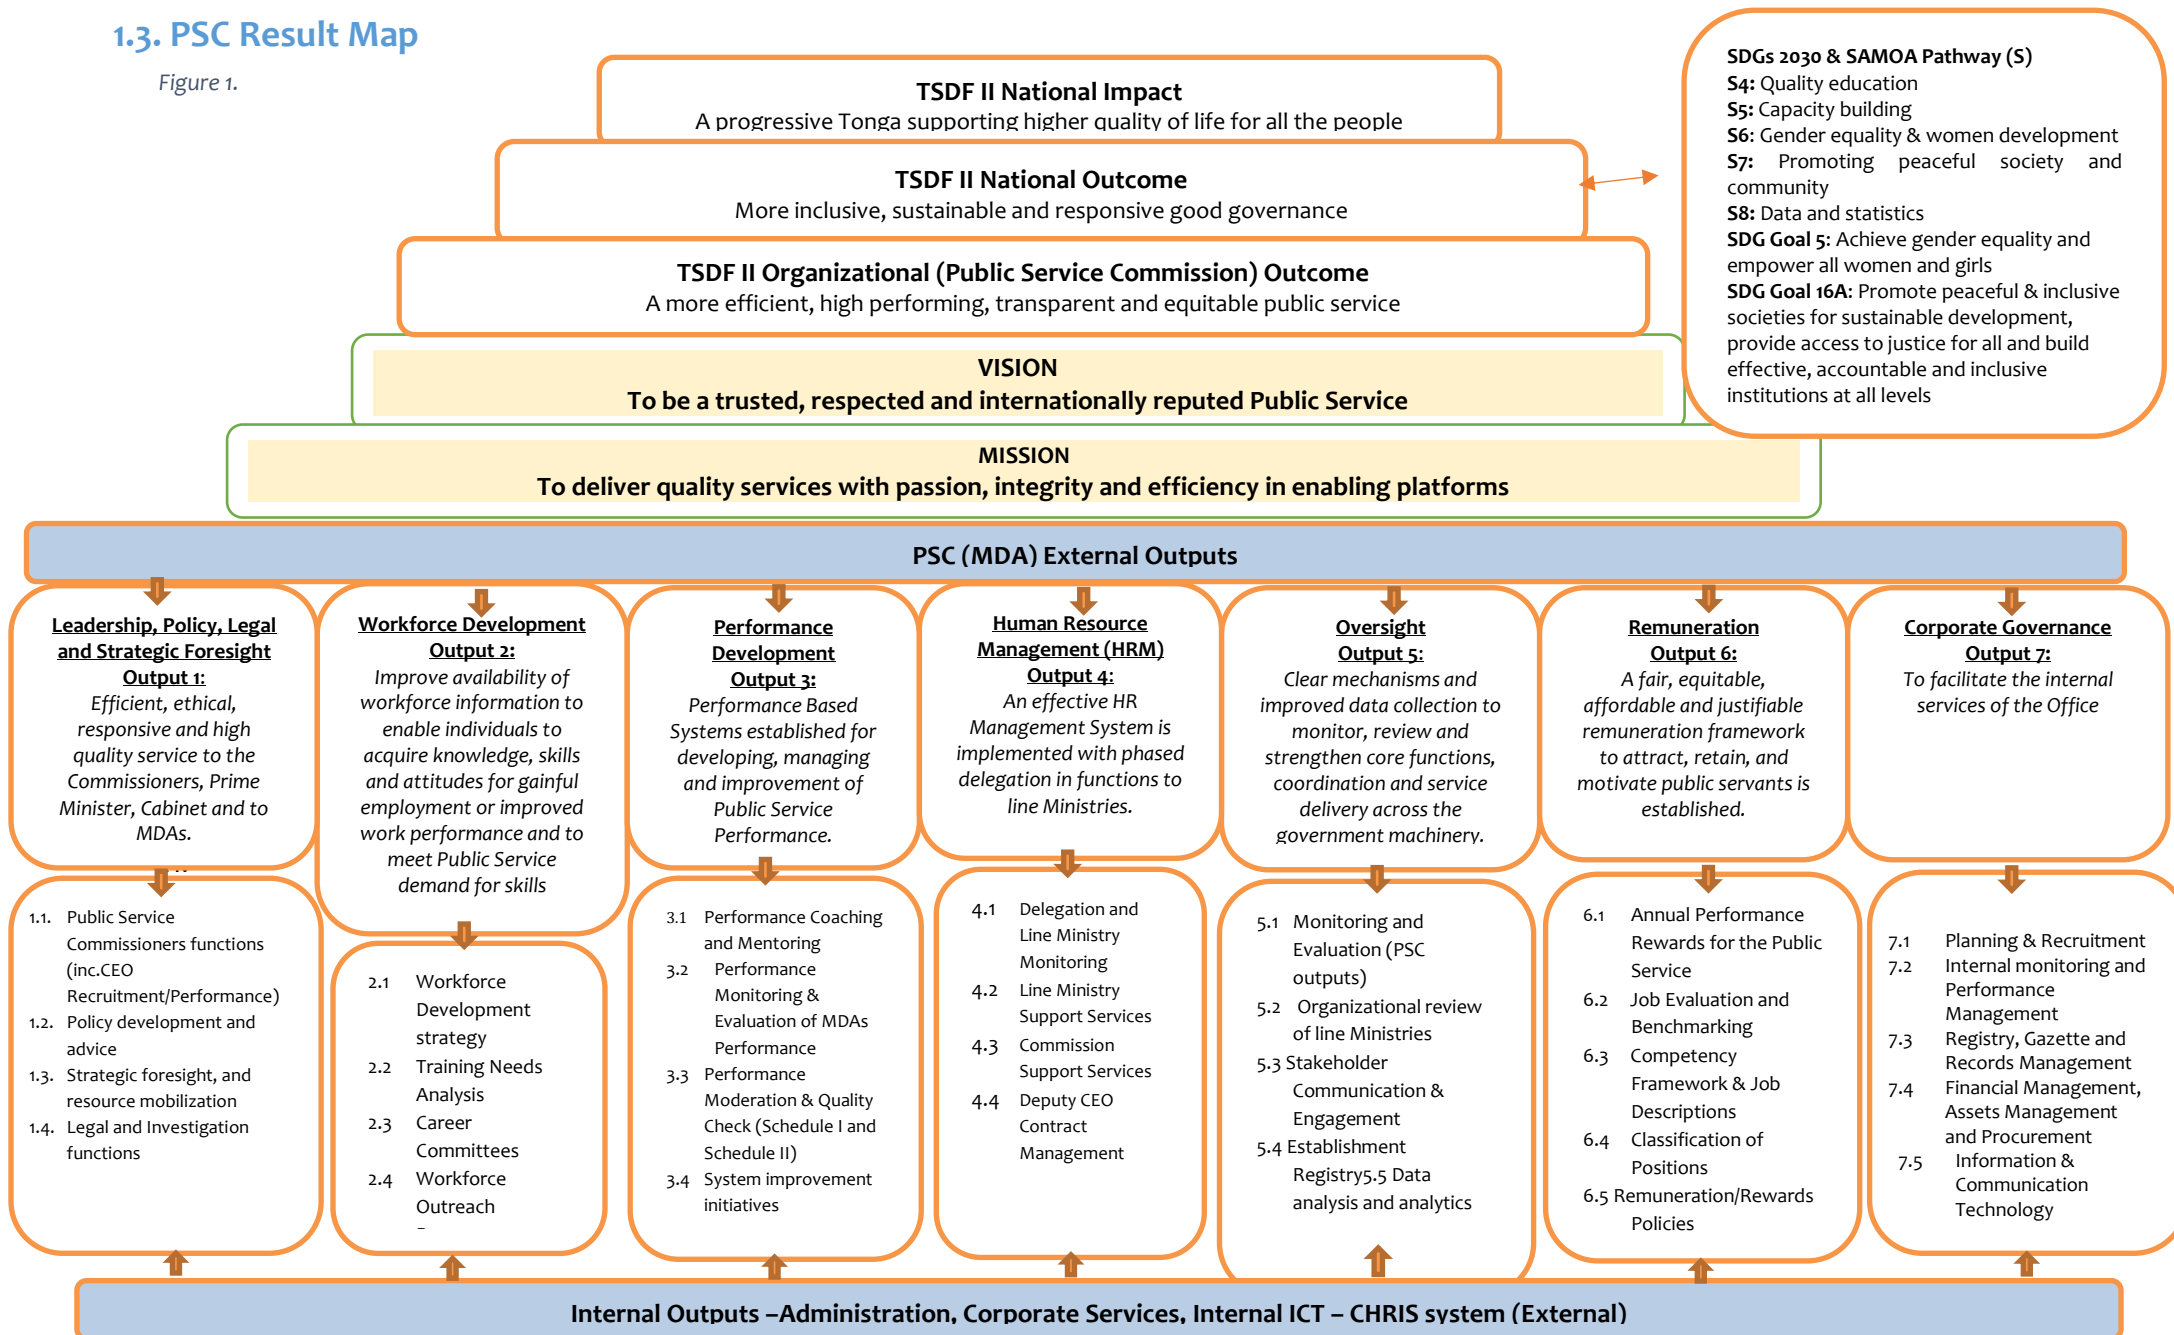 1.3. PSC Result Map
Figure 1.
TSDF II National Impact
A progressive Tonga supporting higher quality of life for all the people
TSDF II National Outcome
More inclusive, sustainable and responsive good governance
TSDF II Organizational (Public Service Commission) Outcome
A more efficient, high performing, transparent and equitable public service
VISION
To be a trusted, respected and internationally reputed Public Service
MISSION
To deliver quality services with passion, integrity and efficiency in enabling platforms
SDGs 2030 & SAMOA Pathway (S)
S4: Quality education
S5: Capacity building
S6: Gender equality & women development
S7: Promoting peaceful society and
community
S8: Data and statistics
SDG Goal 5: Achieve gender equality and
empower all women and girls
SDG Goal 16A: Promote peaceful & inclusive
societies for sustainable development,
provide access to justice for all and build
effective, accountable and inclusive
institutions at all levels
PSC (MDA) External Outputs
Leadership, Policy, Legal
and Strategic Foresight
Output 1:
Efficient, ethical,
responsive and high
quality service to the
Commissioners, Prime
Minister, Cabinet and to
MDAs.
Workforce Development
Output 2:
Improve availability of
workforce information to
enable individuals to
acquire knowledge, skills
and attitudes for gainful
employment or improved
work performance and to
meet Public Service
demand for skills
Performance
Development
Output 3:
Performance Based
Systems established for
developing, managing
and improvement of
Public Service
Performance.
Human Resource
Management (HRM)
Output 4:
An effective HR
Management System is
implemented with phased
delegation in functions to
line Ministries.
Oversight
Output 5:
Clear mechanisms and
improved data collection to
monitor, review and
strengthen core functions,
coordination and service
delivery across the
government machinery.
Remuneration
Output 6:
A fair, equitable,
affordable and justifiable
remuneration framework
to attract, retain, and
motivate public servants is
established.
Corporate Governance
Output 7:
To facilitate the internal
services of the Office
1.1. Public Service
Commissioners functions
(inc.CEO
Recruitment/Performance)
1.2. Policy development and
advice
1.3. Strategic foresight, and
resource mobilization
1.4. Legal and Investigation
functions
2.1 Workforce
Development
strategy
2.2 Training Needs
Analysis
2.3 Career
Committees
2.4 Workforce
Outreach
3.1 Performance Coaching
and Mentoring
3.2 Performance
Monitoring &
Evaluation of MDAs
Performance
3.3 Performance
Moderation & Quality
Check (Schedule I and
Schedule II)
3.4 System improvement
initiatives
4.1 Delegation and
Line Ministry
Monitoring
4.2 Line Ministry
Support Services
4.3 Commission
Support Services
4.4 Deputy CEO
Contract
Management
5.1 Monitoring and
Evaluation (PSC
outputs)
5.2 Organizational review
of line Ministries
5.3 Stakeholder
Communication &
Engagement
5.4 Establishment
Registry5.5 Data
analysis and analytics
6.1 Annual Performance
Rewards for the Public
Service
6.2 Job Evaluation and
Benchmarking
6.3 Competency
Framework & Job
Descriptions
6.4 Classification of
Positions
6.5 Remuneration/Rewards
Policies
7.1 Planning & Recruitment
7.2 Internal monitoring and
Performance
Management
7.3 Registry, Gazette and
Records Management
7.4 Financial Management,
Assets Management
and Procurement
7.5 Information &
Communication
Technology
Internal Outputs –Administration, Corporate Services, Internal ICT – CHRIS system (External)